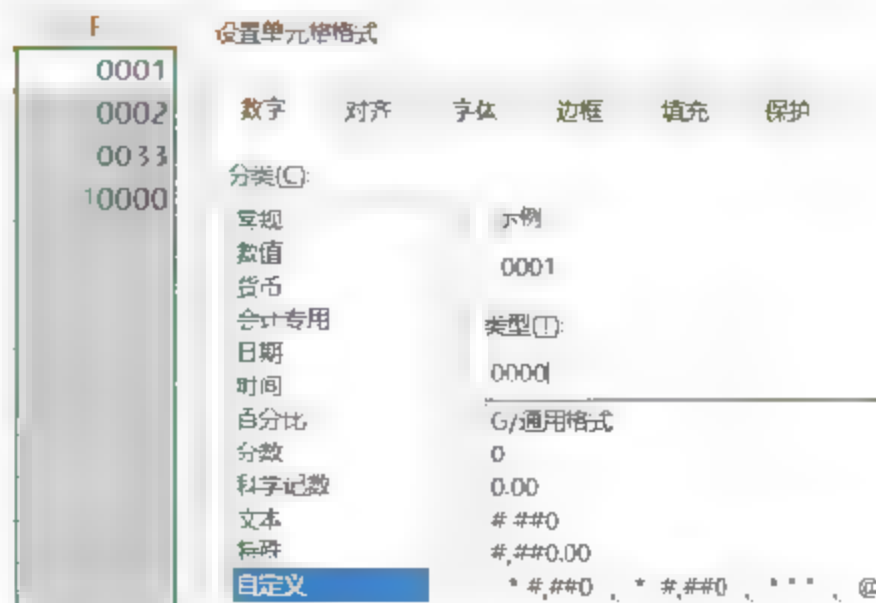 F
0001
0002
0033
10000
设置单元格格式
数字 对齐 字体 边框 填充 保护
分类(C):
常规
数值
货币
会计专用
日期
时间
百分比
分数
科学记数
文本
特殊
自定义
示例
0001
类型(T):
0000
G/通用格式
0
0.00
#,##0
#,##0.00